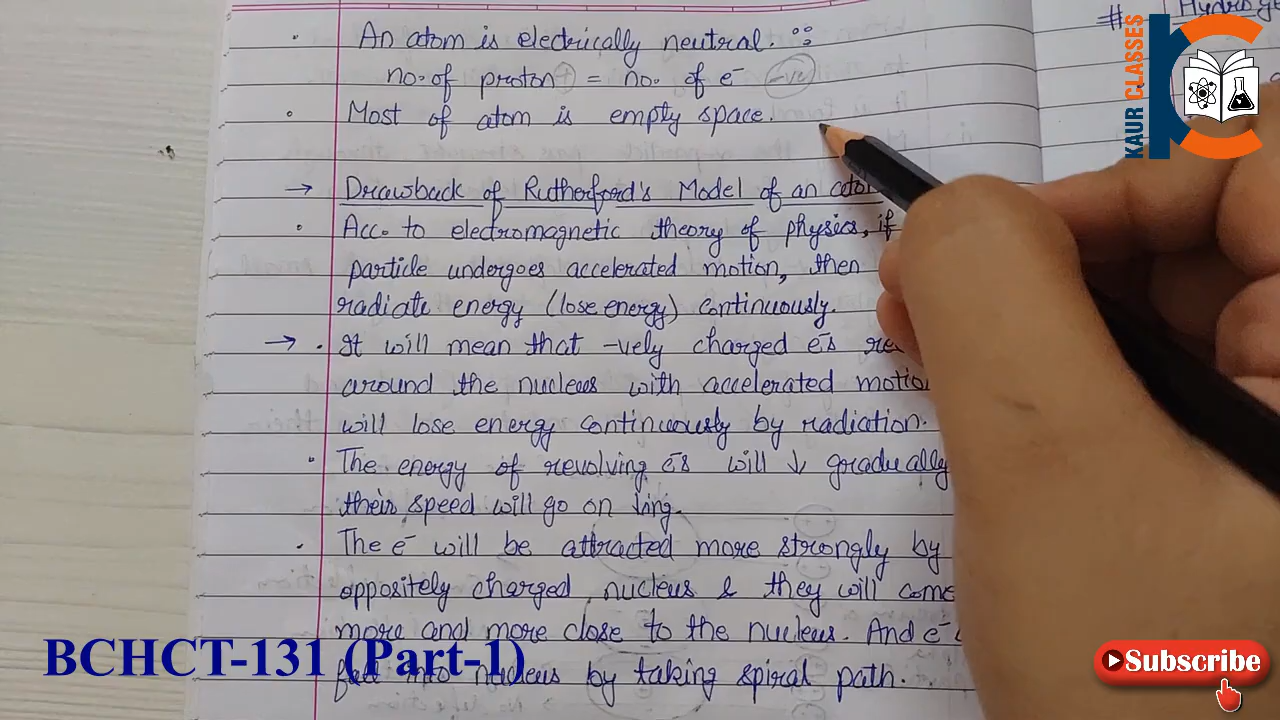 An atom is electrically neutral. ∵
no. of proton (+) = no. of e⁻ (-ve)
Most of atom is empty space.
→ Drawback of Rutherford's Model of an
• Acc. to electromagnetic theory of physics, if
particle undergoes accelerated motion, then
radiate energy (lose energy) continuously.
→ • It will mean that -vely charged e⁻s
around the nucleus with accelerated
will lose energy continuously by radiation.
• The energy of revolving e⁻s will ↓ gradually
their speed will go on ↓ing.
• The e⁻ will be attracted more strongly by
oppositely charged nucleus & they will come
more and more close to the nucleus. And e⁻
into nucleus by taking spiral path.
#
KAUR CLASSES
BCHCT-131 (Part-1)
Subscribe